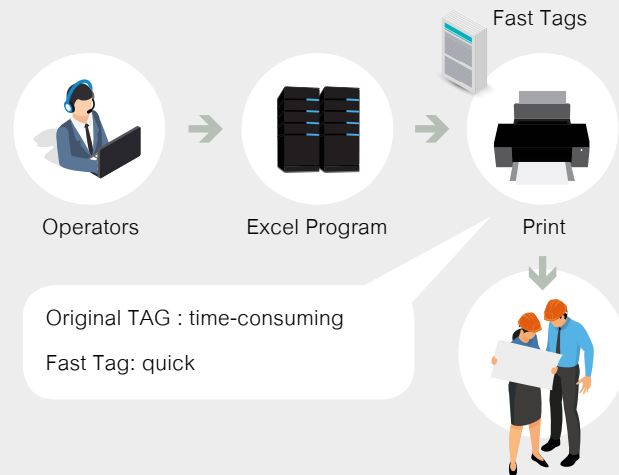 Fast Tags
Operators
Excel Program
Print
Original TAG : time-consuming
Fast Tag: quick